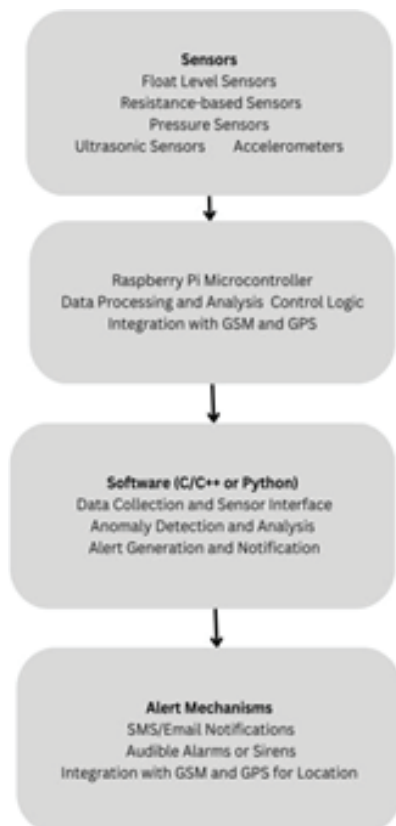 Sensors
Float Level Sensors
Resistance-based Sensors
Pressure Sensors
Ultrasonic Sensors Accelerometers
Raspberry Pi Microcontroller
Data Processing and Analysis Control Logic
Integration with GSM and GPS
Software (C/C++ or Python)
Data Collection and Sensor Interface
Anomaly Detection and Analysis
Alert Generation and Notification
Alert Mechanisms
SMS/Email Notifications
Audible Alarms or Sirens
Integration with GSM and GPS for Location